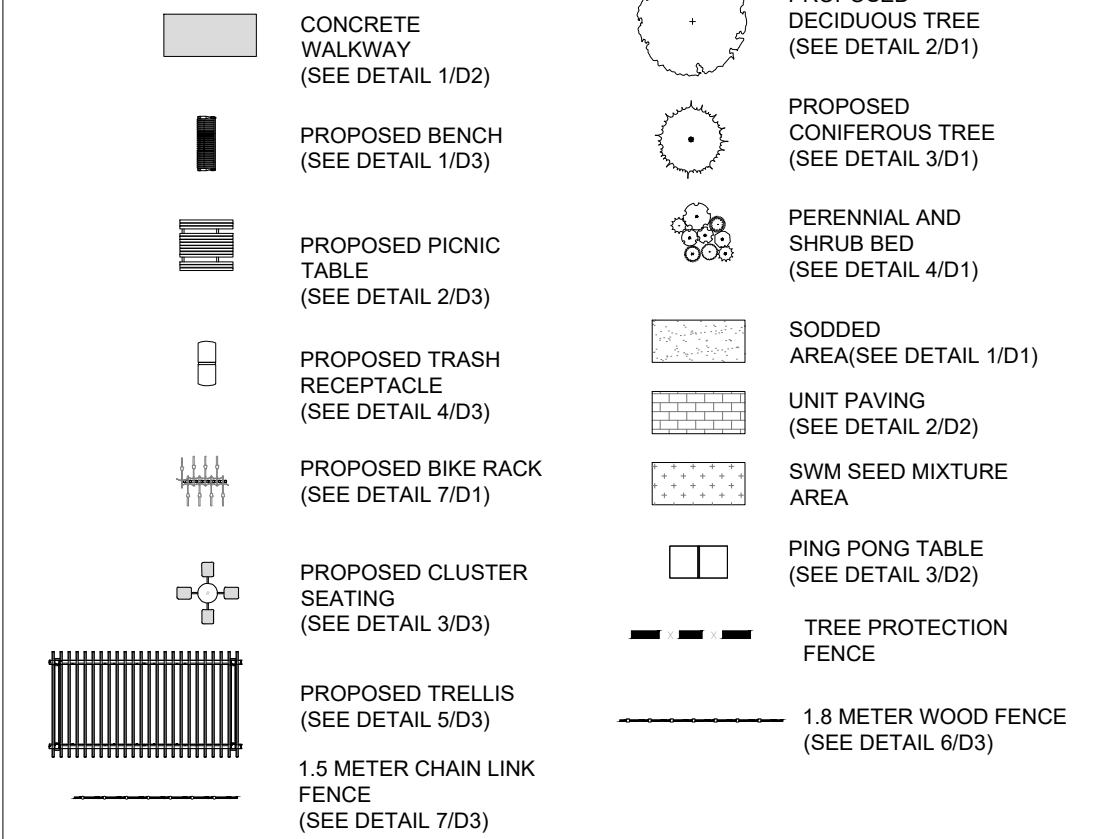 CONCRETE
WALKWAY
(SEE DETAIL 1/D2)
PROPOSED BENCH
(SEE DETAIL 1/D3)
PROPOSED PICNIC
TABLE
(SEE DETAIL 2/D3)
PROPOSED TRASH
RECEPTACLE
(SEE DETAIL 4/D3)
PROPOSED BIKE RACK
(SEE DETAIL 7/D1)
PROPOSED CLUSTER
SEATING
(SEE DETAIL 3/D3)
PROPOSED TRELLIS
(SEE DETAIL 5/D3)
1.5 METER CHAIN LINK
FENCE
(SEE DETAIL 7/D3)
PROPOSED
DECIDUOUS TREE
(SEE DETAIL 2/D1)
PROPOSED
CONIFEROUS TREE
(SEE DETAIL 3/D1)
PERENNIAL AND
SHRUB BED
(SEE DETAIL 4/D1)
SODDED
AREA(SEE DETAIL 1/D1)
UNIT PAVING
(SEE DETAIL 2/D2)
SWM SEED MIXTURE
AREA
PING PONG TABLE
(SEE DETAIL 3/D2)
TREE PROTECTION
FENCE
1.8 METER WOOD FENCE
(SEE DETAIL 6/D3)